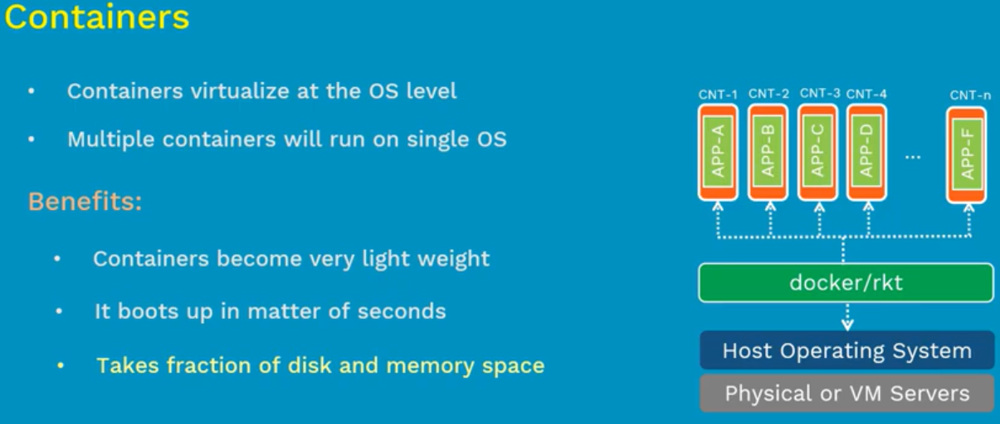 Containers
• Containers virtualize at the OS level
• Multiple containers will run on single OS
Benefits:
• Containers become very light weight
• It boots up in matter of seconds
• Takes fraction of disk and memory space
CNT-1 CNT-2 CNT-3 CNT-4 CNT-n
APP-A APP-B APP-C APP-D ... APP-F
docker/rkt
Host Operating System
Physical or VM Servers